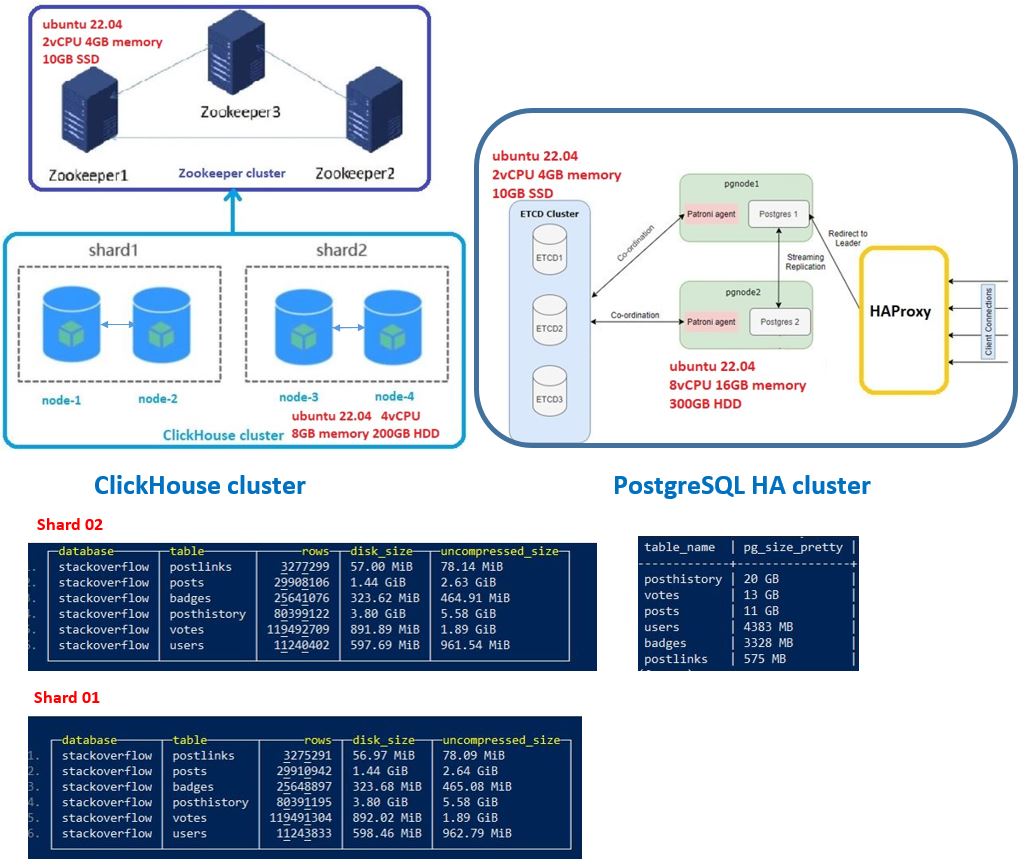 ubuntu 22.04
2vCPU 4GB memory
10GB SSD
Zookeeper3
Zookeeper1
Zookeeper cluster
Zookeeper2
shard1
shard2
node-1
node-2
node-3
node-4
ubuntu 22.04 4vCPU
ClickHouse cluster 8GB memory 200GB HDD
ubuntu 22.04
2vCPU 4GB memory
10GB SSD
ETCD Cluster
ETCD1
ETCD2
ETCD3
Co-ordination
Co-ordination
pgnode1
Patroni agent
Postgres 1
Streaming
Replication
pgnode2
Patroni agent
Postgres 2
ubuntu 22.04
8vCPU 16GB memory
300GB HDD
Redirect to
Leader
HAProxy
Client Connections
ClickHouse cluster
PostgreSQL HA cluster
Shard 02
database table rows disk_size uncompressed_size
1. stackoverflow postlinks 3277299 57.00 MiB 78.14 MiB
2. stackoverflow posts 29908106 1.44 GiB 2.63 GiB
3. stackoverflow badges 25641076 323.62 MiB 464.91 MiB
4. stackoverflow posthistory 80399122 3.80 GiB 5.58 GiB
5. stackoverflow votes 119492709 891.89 MiB 1.89 GiB
6. stackoverflow users 11240402 597.69 MiB 961.54 MiB
table_name | pg_size_pretty |
posthistory | 20 GB |
votes | 13 GB |
posts | 11 GB |
users | 4383 MB |
badges | 3328 MB |
postlinks | 575 MB |
Shard 01
database table rows disk_size uncompressed_size
1. stackoverflow postlinks 3275291 56.97 MiB 78.09 MiB
2. stackoverflow posts 29910942 1.44 GiB 2.64 GiB
3. stackoverflow badges 25648897 323.68 MiB 465.08 MiB
4. stackoverflow posthistory 80391195 3.80 GiB 5.58 GiB
5. stackoverflow votes 119491304 892.02 MiB 1.89 GiB
6. stackoverflow users 11243833 598.46 MiB 962.79 MiB